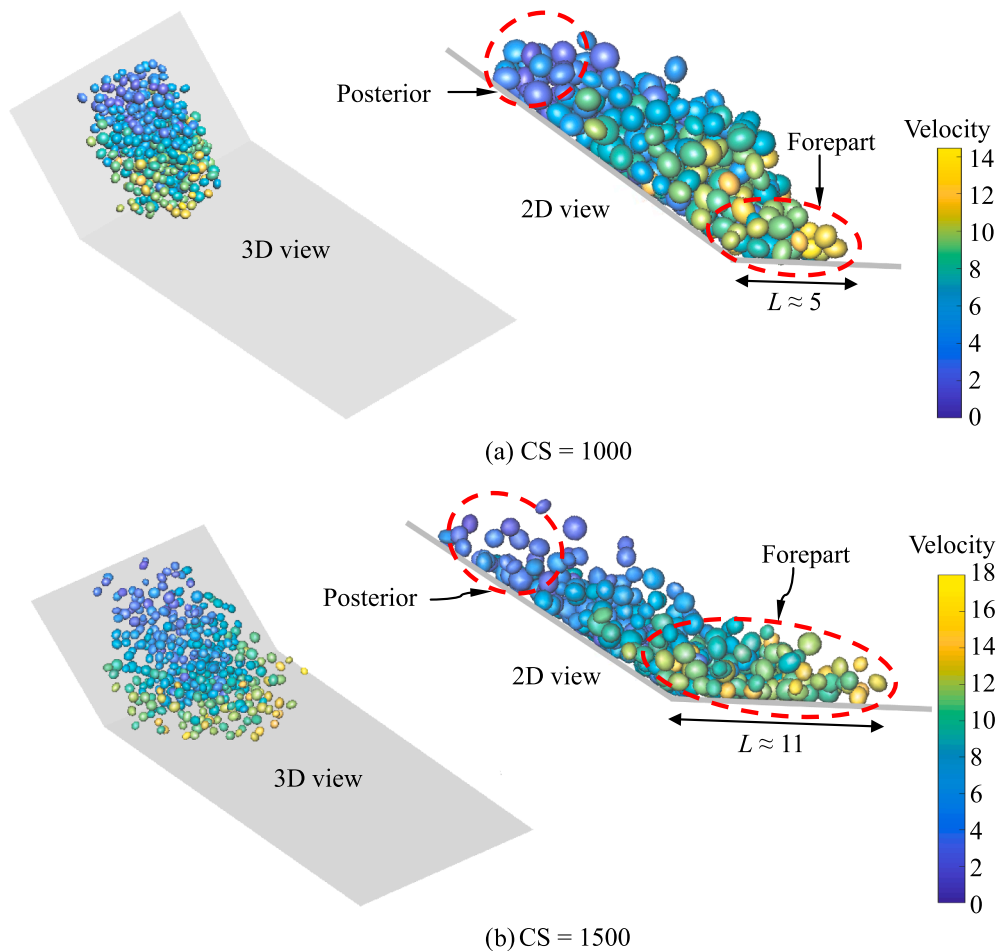 Posterior
Forepart
Velocity
14
12
10
8
6
4
2
0
3D view
2D view
L ≈ 5
(a) CS = 1000
Posterior
Forepart
Velocity
18
16
14
12
10
8
6
4
2
0
3D view
2D view
L ≈ 11
(b) CS = 1500